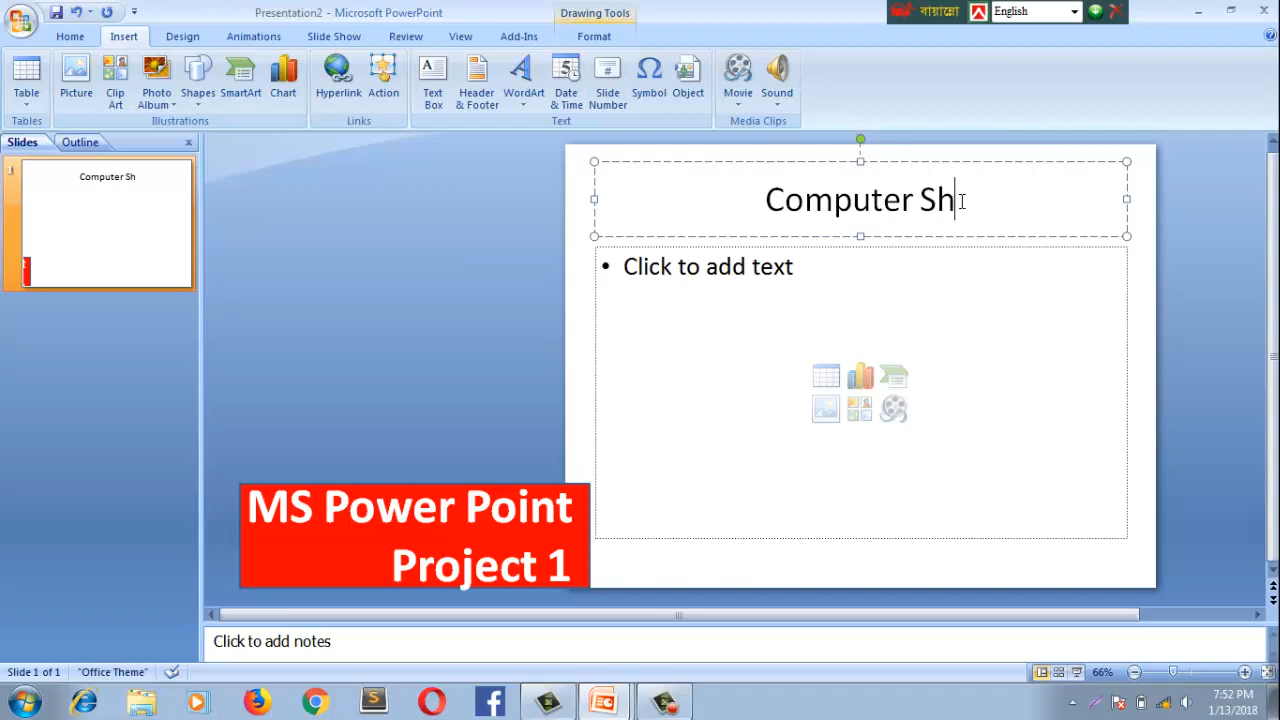 Presentation2 - Microsoft PowerPoint
Drawing Tools
বায়ান্নো
English
Home
Insert
Design
Animations
Slide Show
Review
View
Add-Ins
Format
Table
Picture
Clip
Art
Photo
Album
Shapes
SmartArt
Chart
Hyperlink
Action
Text
Box
Header
& Footer
WordArt
Date
& Time
Slide
Number
Symbol
Object
Movie
Sound
Tables
Illustrations
Links
Text
Media Clips
Slides
Outline
1
Computer Sh
t
Computer Sh
• Click to add text
MS Power Point
Project 1
Click to add notes
Slide 1 of 1
"Office Theme"
66%
7:52 PM
1/13/2018